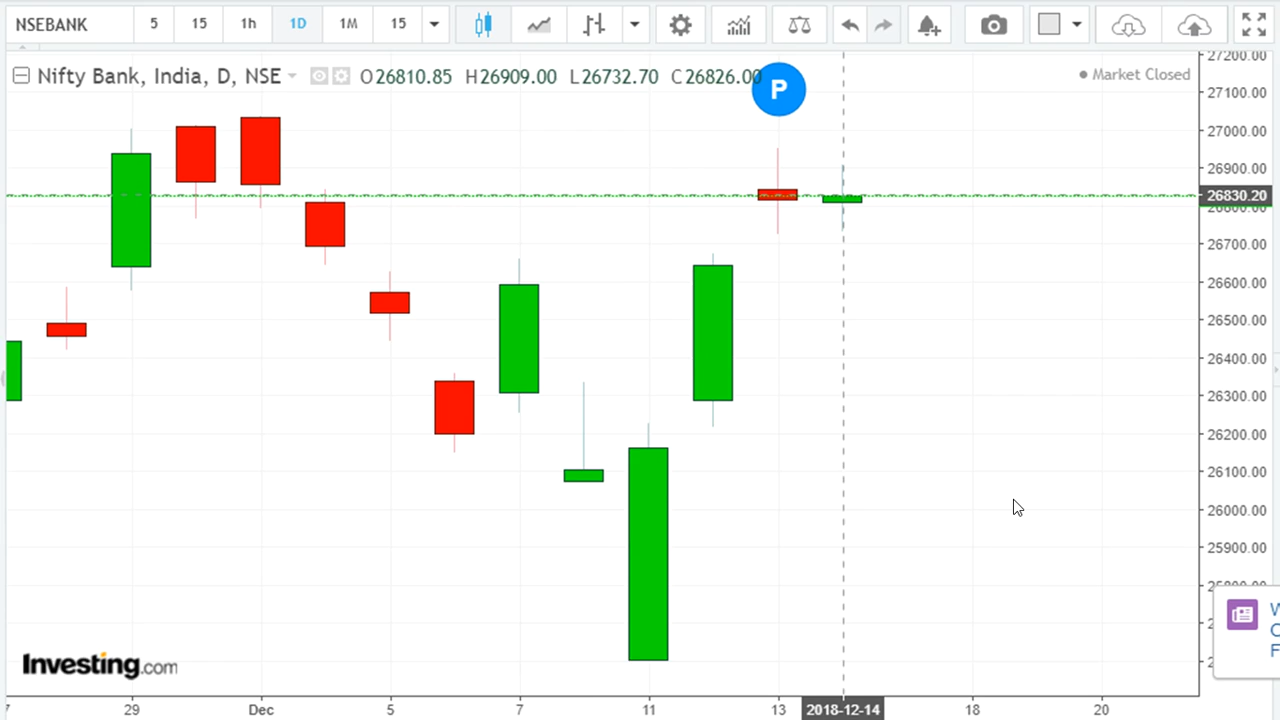 NSEBANK 5 15 1h 1D 1M 15
Nifty Bank, India, D, NSE O26810.85 H26909.00 L26732.70 C26826.00
P
Market Closed
27200.00
27100.00
27000.00
26900.00
26830.20
26800.00
26700.00
26600.00
26500.00
26400.00
26300.00
26200.00
26100.00
26000.00
25900.00
W
C
F
Investing.com
7 29 Dec 5 7 11 13 2018-12-14 18 20